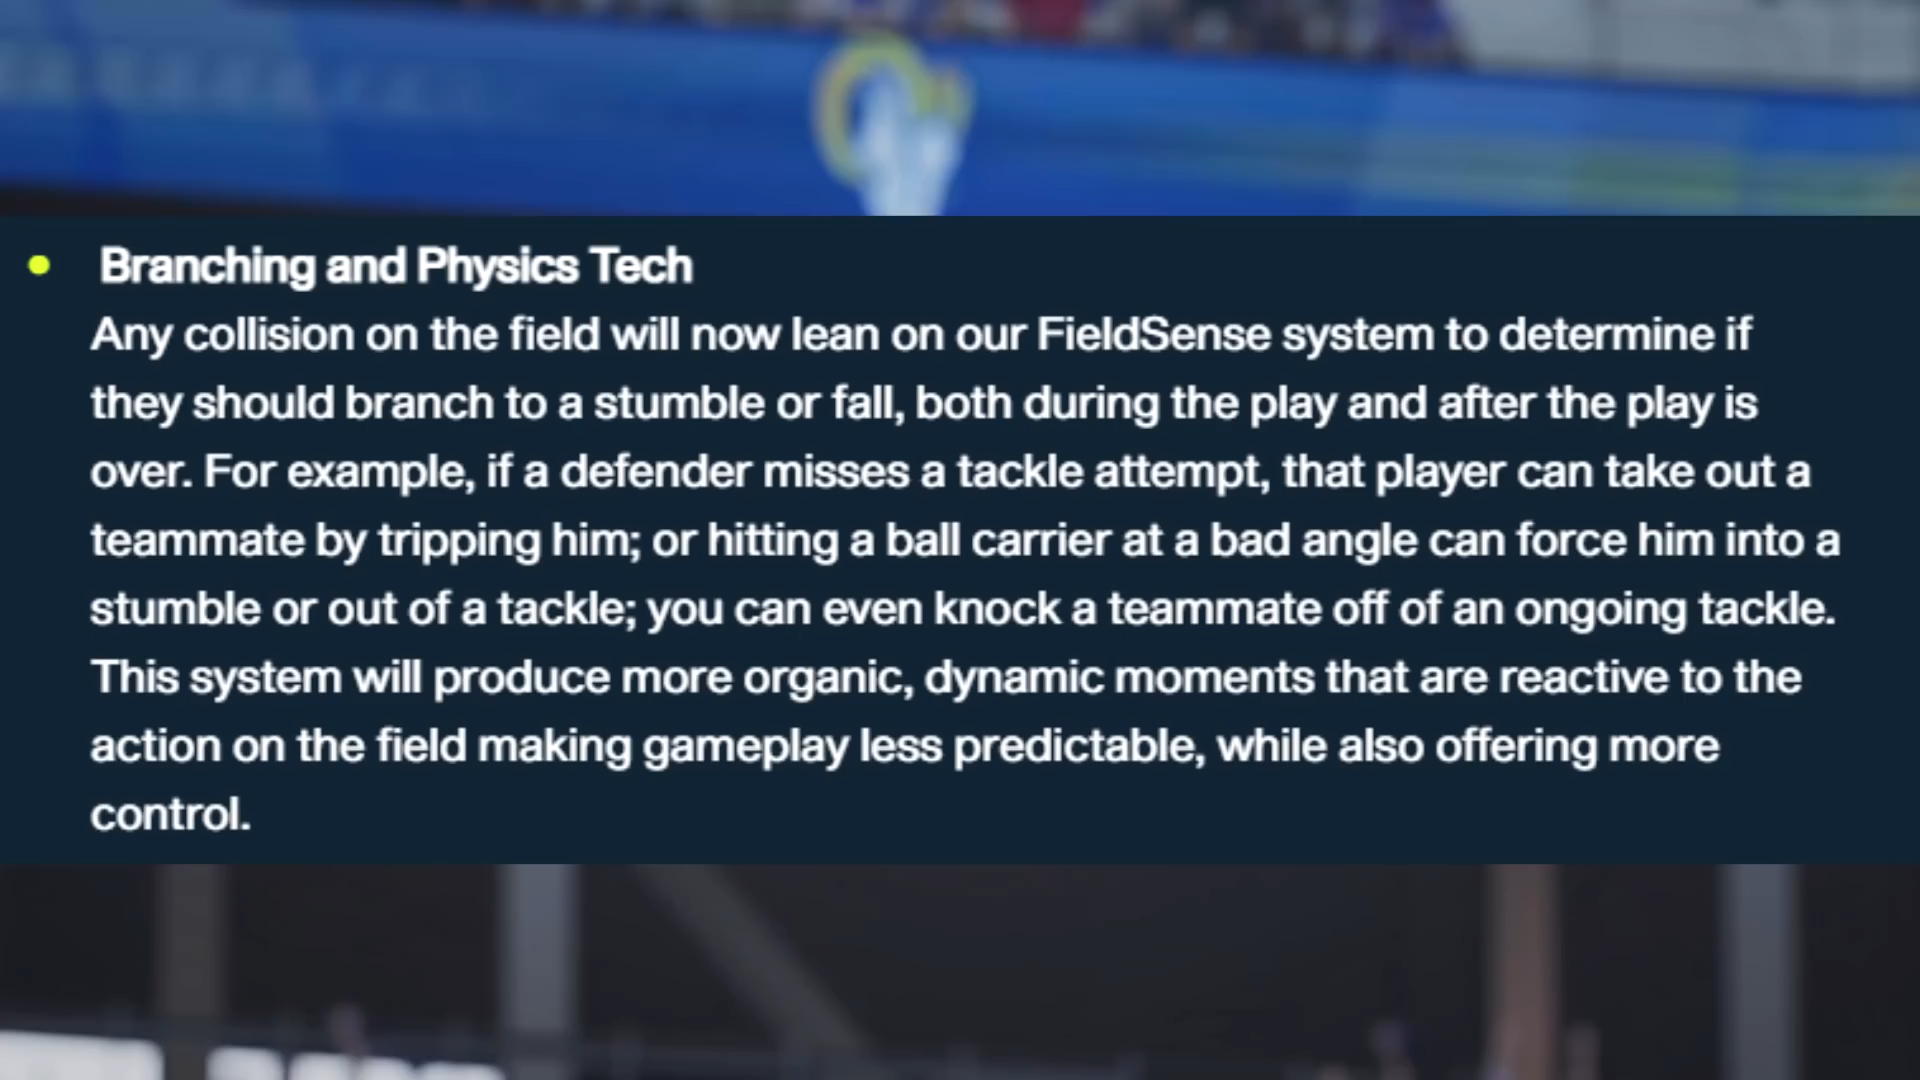 Branching and Physics Tech
Any collision on the field will now lean on our FieldSense system to determine if
they should branch to a stumble or fall, both during the play and after the play is
over. For example, if a defender misses a tackle attempt, that player can take out a
teammate by tripping him; or hitting a ball carrier at a bad angle can force him into a
stumble or out of a tackle; you can even knock a teammate off of an ongoing tackle.
This system will produce more organic, dynamic moments that are reactive to the
action on the field making gameplay less predictable, while also offering more
control.